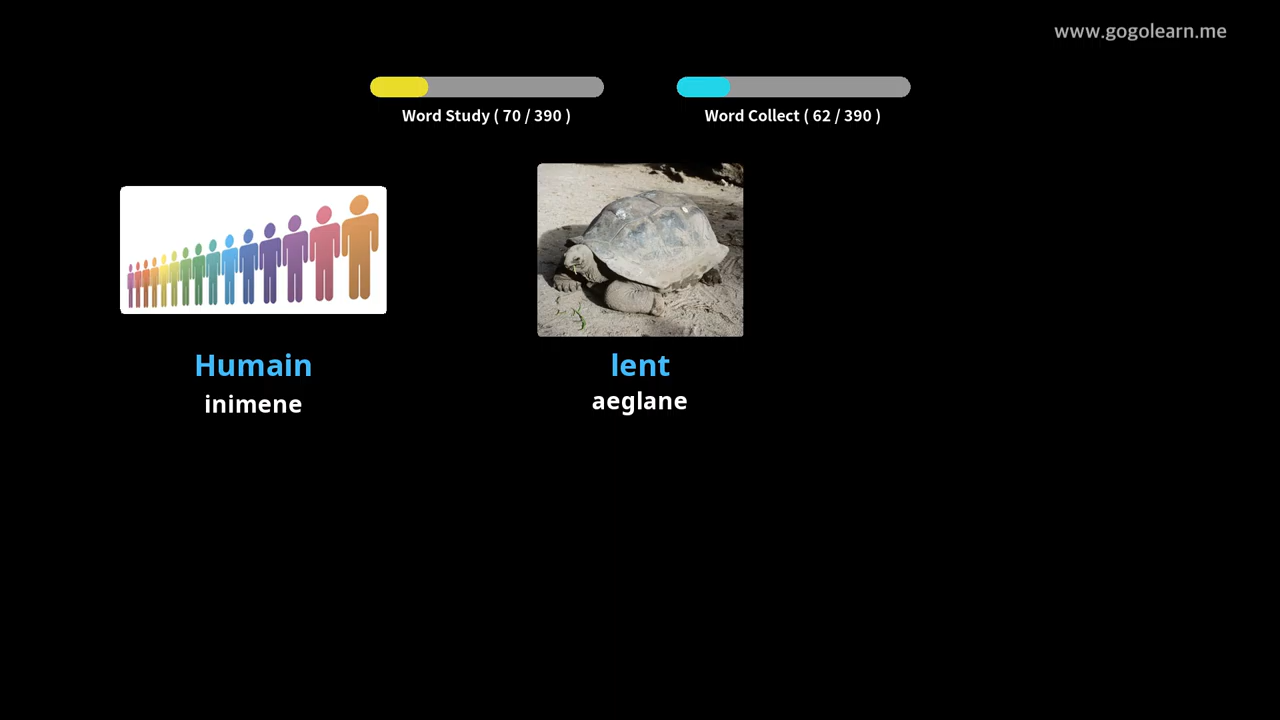 www.gogolearn.me
Word Study ( 70 / 390 )
Word Collect ( 62 / 390 )
Humain
inimene
lent
aeglane